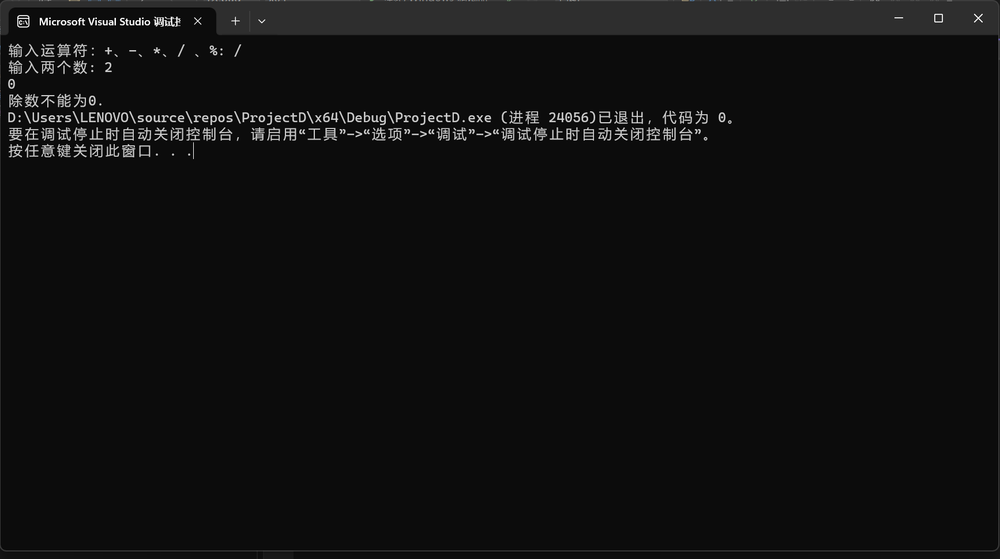 Microsoft Visual Studio 调试
输入运算符：+、-、*、/ 、%: /
输入两个数: 2
0
除数不能为0.
D:\Users\LENOVO\source\repos\ProjectD\x64\Debug\ProjectD.exe (进程 24056)已退出，代码为 0。
要在调试停止时自动关闭控制台，请启用“工具”->“选项”->“调试”->“调试停止时自动关闭控制台”。
按任意键关闭此窗口. . .